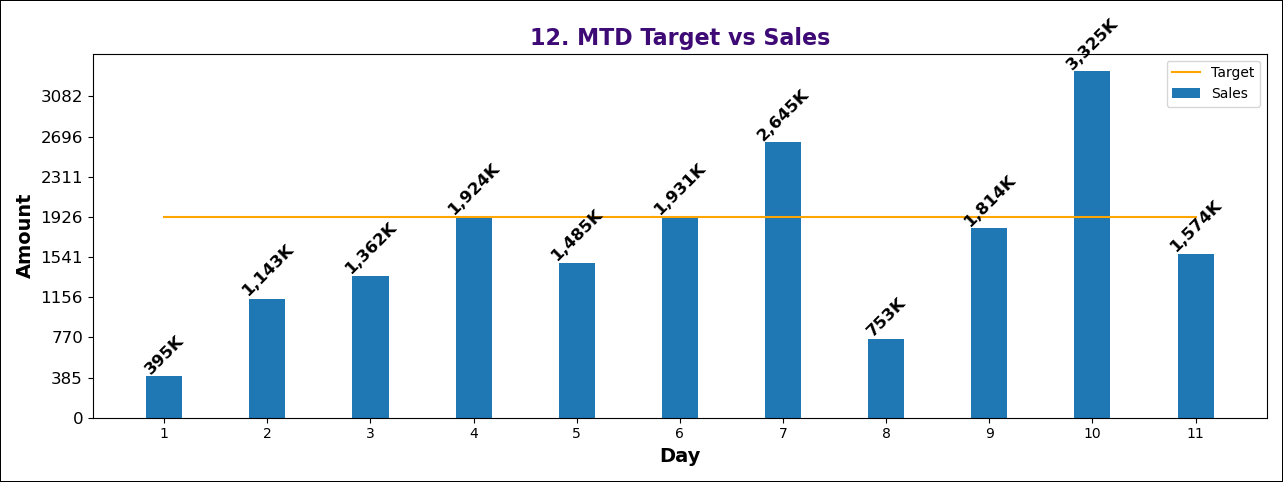 12. MTD Target vs Sales
Amount
3082
2696
2311
1926
1541
1156
770
385
0
395K
1,143K
1,362K
1,924K
1,485K
1,931K
2,645K
753K
1,814K
3,325K
1,574K
Target
Sales
1 2 3 4 5 6 7 8 9 10 11
Day